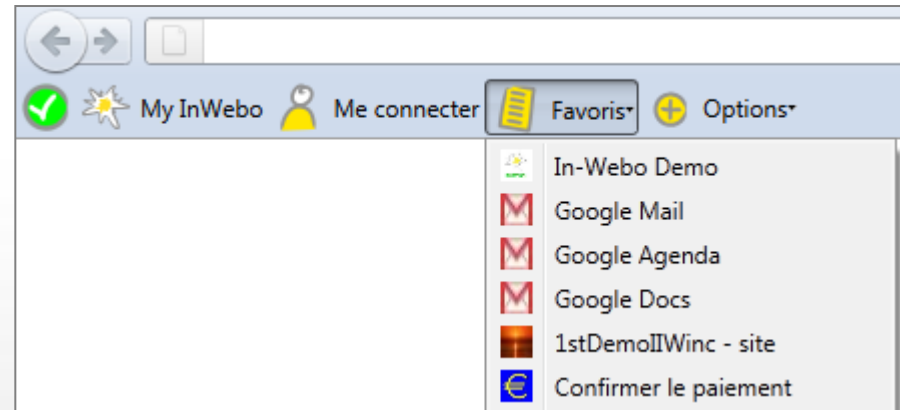 My InWebo Me connecter Favoris Options
In-Webo Demo
Google Mail
Google Agenda
Google Docs
1stDemoIIWinc - site
Confirmer le paiement